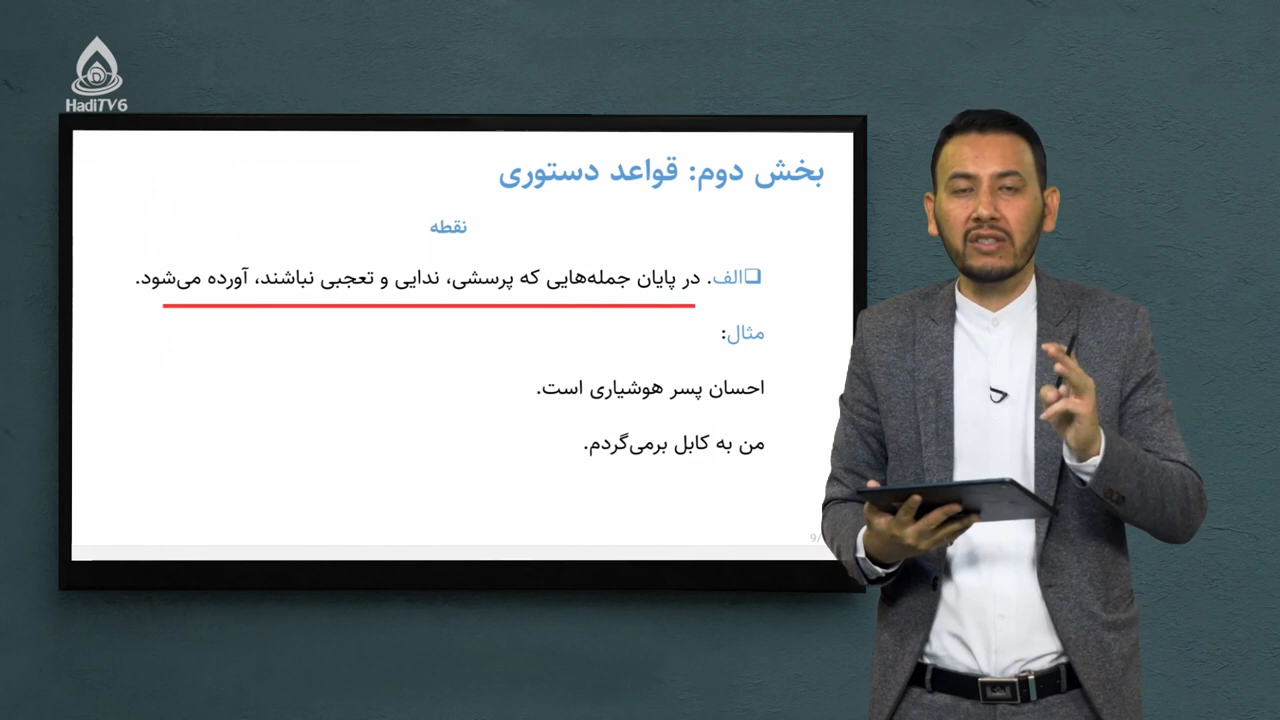 HadiTV6
بخش دوم: قواعد دستوری
نقطه
الف. در پایان جمله‌هایی که پرسشی، ندایی و تعجبی نباشند، آورده می‌شود.
مثال:
احسان پسر هوشیاری است.
من به کابل برمی‌گردم.
9/